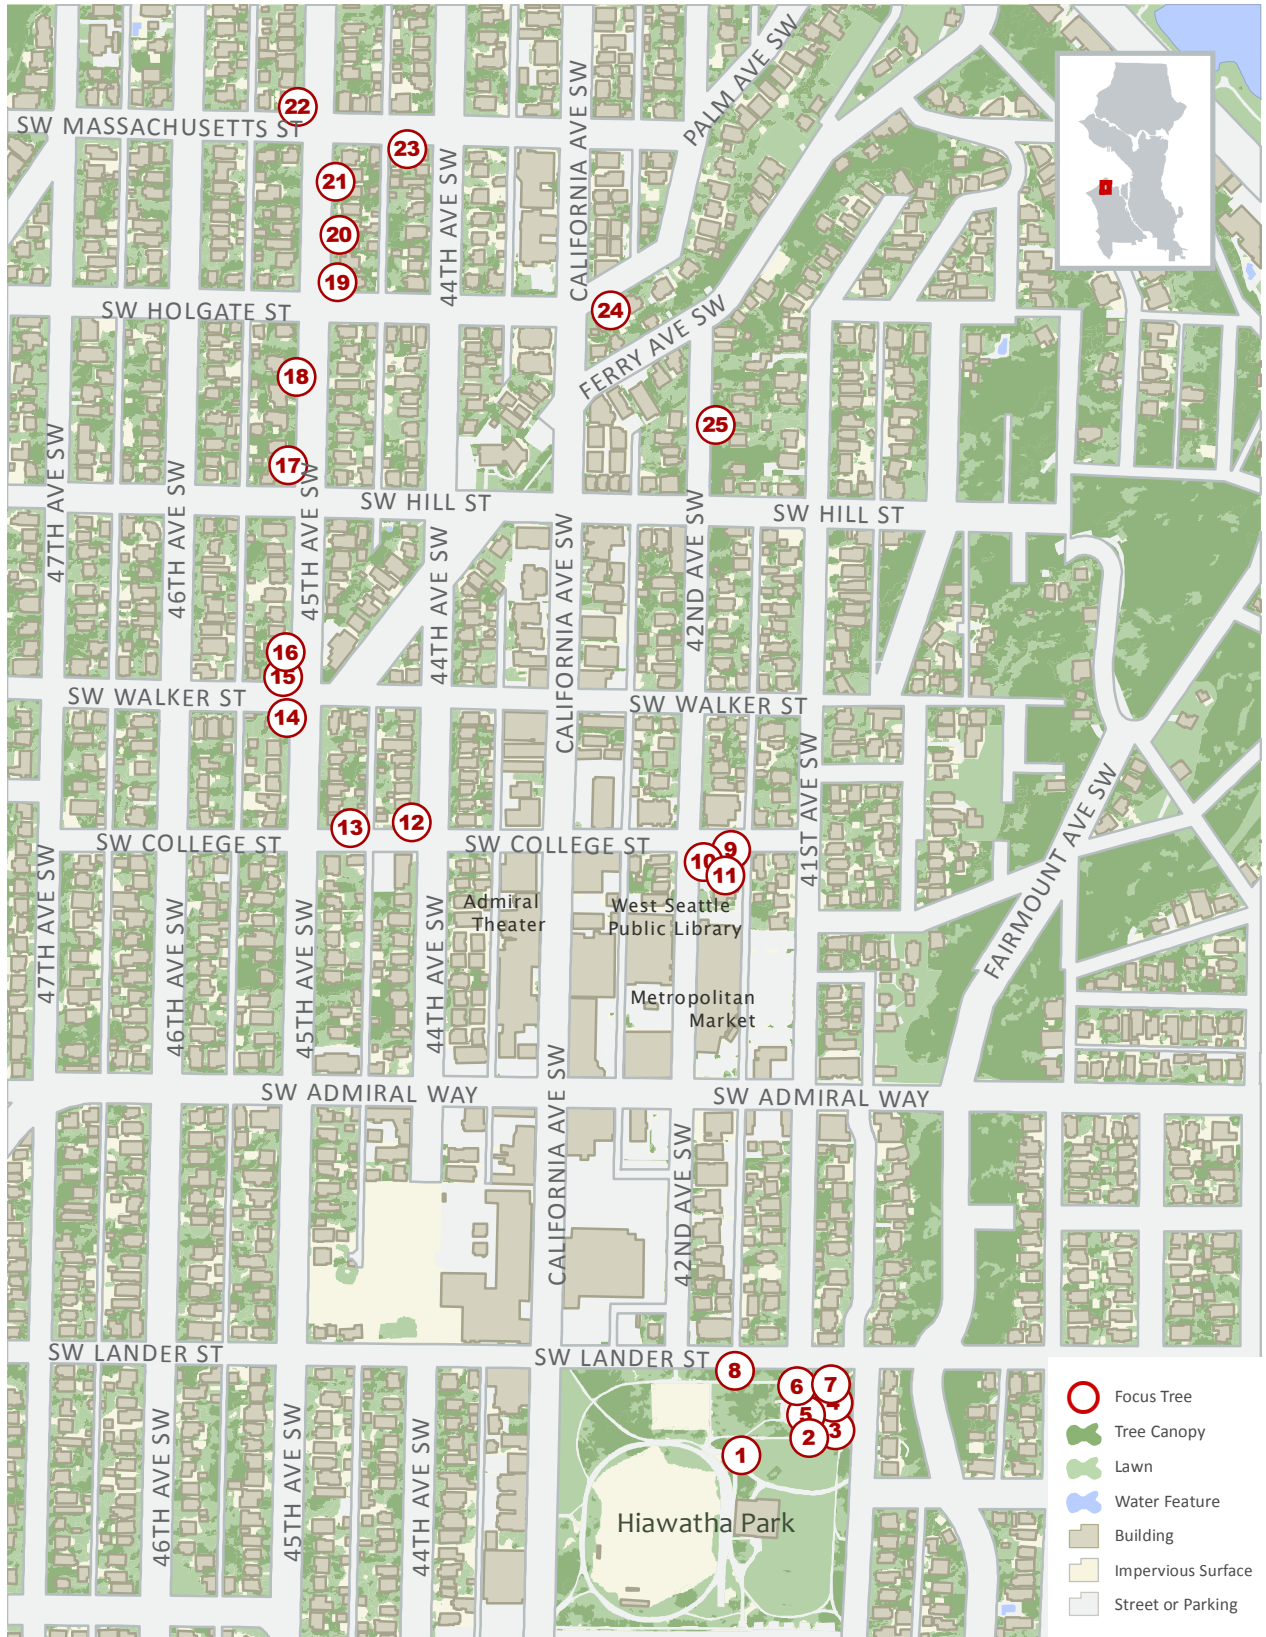 PALM AVE SW
CALIFORNIA AVE SW
22
SW MASSACHUSETTS ST
23
44TH AVE SW
21
20
19
SW HOLGATE ST
24
FERRY AVE SW
18
25
47TH AVE SW
17
46TH AVE SW
45TH AVE SW
SW HILL ST
SW HILL ST
44TH AVE SW
CALIFORNIA AVE SW
42ND AVE SW
16
15
SW WALKER ST
SW WALKER ST
14
41ST AVE SW
FAIRMOUNT AVE SW
13
12
SW COLLEGE ST
SW COLLEGE ST
9
10
11
47TH AVE SW
46TH AVE SW
45TH AVE SW
44TH AVE SW
Admiral
Theater
West Seattle
Public Library
Metropolitan
Market
CALIFORNIA AVE SW
SW ADMIRAL WAY
SW ADMIRAL WAY
42ND AVE SW
SW LANDER ST
SW LANDER ST
8
6
7
4
5
3
2
1
46TH AVE SW
45TH AVE SW
44TH AVE SW
Hiawatha Park
Focus Tree
Tree Canopy
Lawn
Water Feature
Building
Impervious Surface
Street or Parking